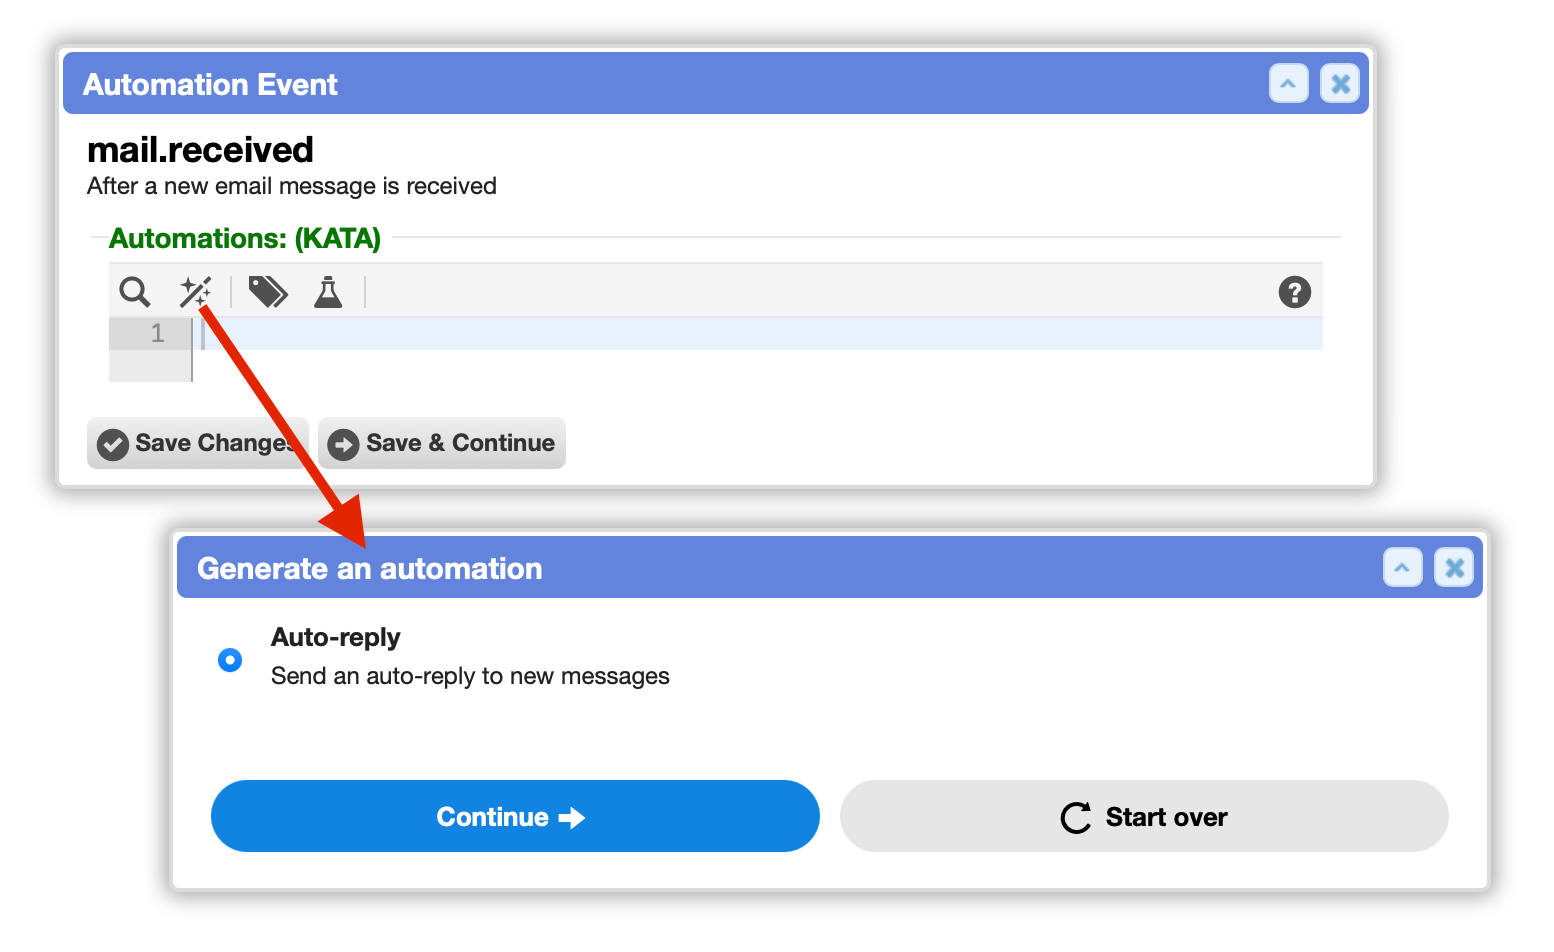 Automation Event
mail.received
After a new email message is received
Automations: (KATA)
1
Save Changes
Save & Continue
Generate an automation
Auto-reply
Send an auto-reply to new messages
Continue
Start over